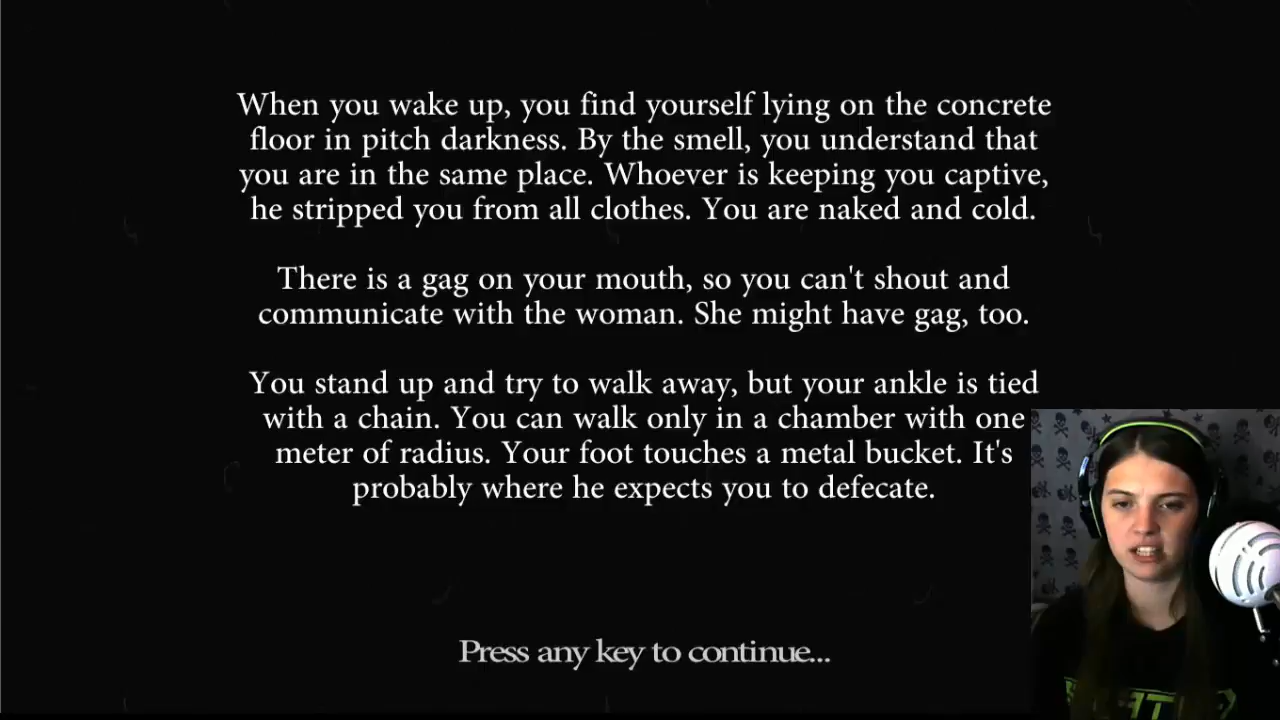 When you wake up, you find yourself lying on the concrete
floor in pitch darkness. By the smell, you understand that
you are in the same place. Whoever is keeping you captive,
he stripped you from all clothes. You are naked and cold.
There is a gag on your mouth, so you can't shout and
communicate with the woman. She might have gag, too.
You stand up and try to walk away, but your ankle is tied
with a chain. You can walk only in a chamber with one
meter of radius. Your foot touches a metal bucket. It's
probably where he expects you to defecate.
Press any key to continue...